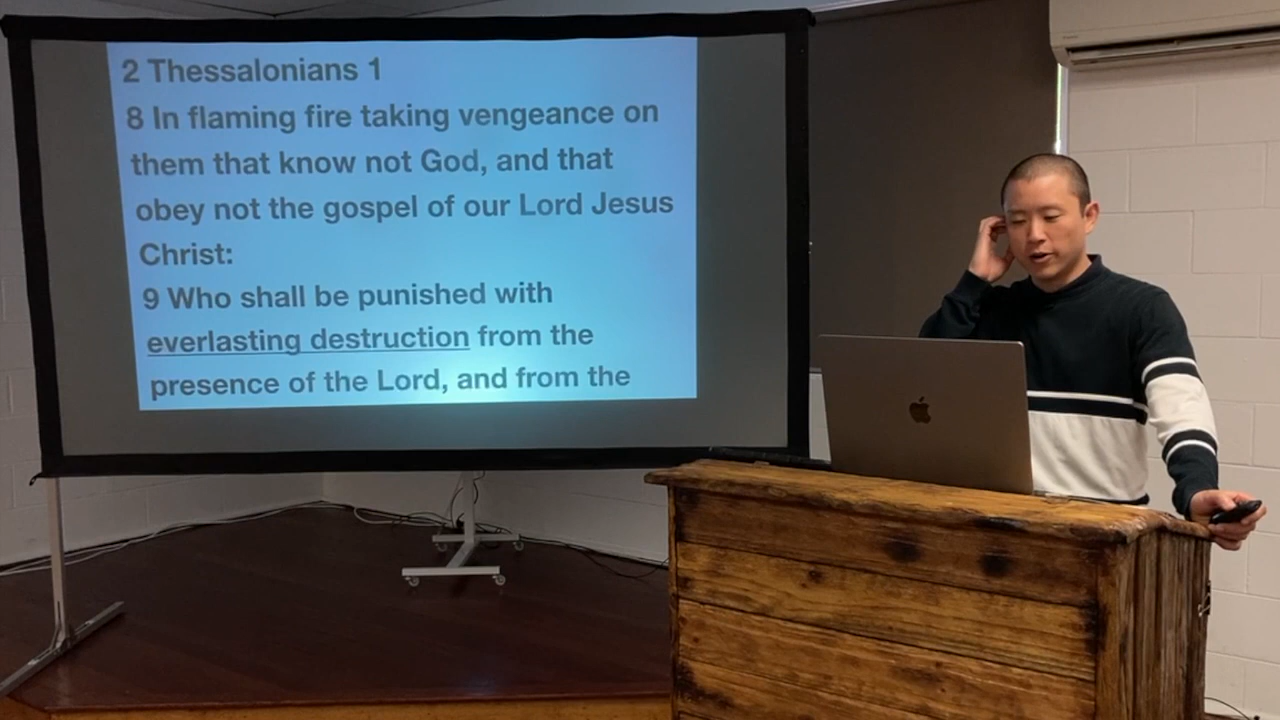 2 Thessalonians 1
8 In flaming fire taking vengeance on
them that know not God, and that
obey not the gospel of our Lord Jesus
Christ:
9 Who shall be punished with
everlasting destruction from the
presence of the Lord, and from the